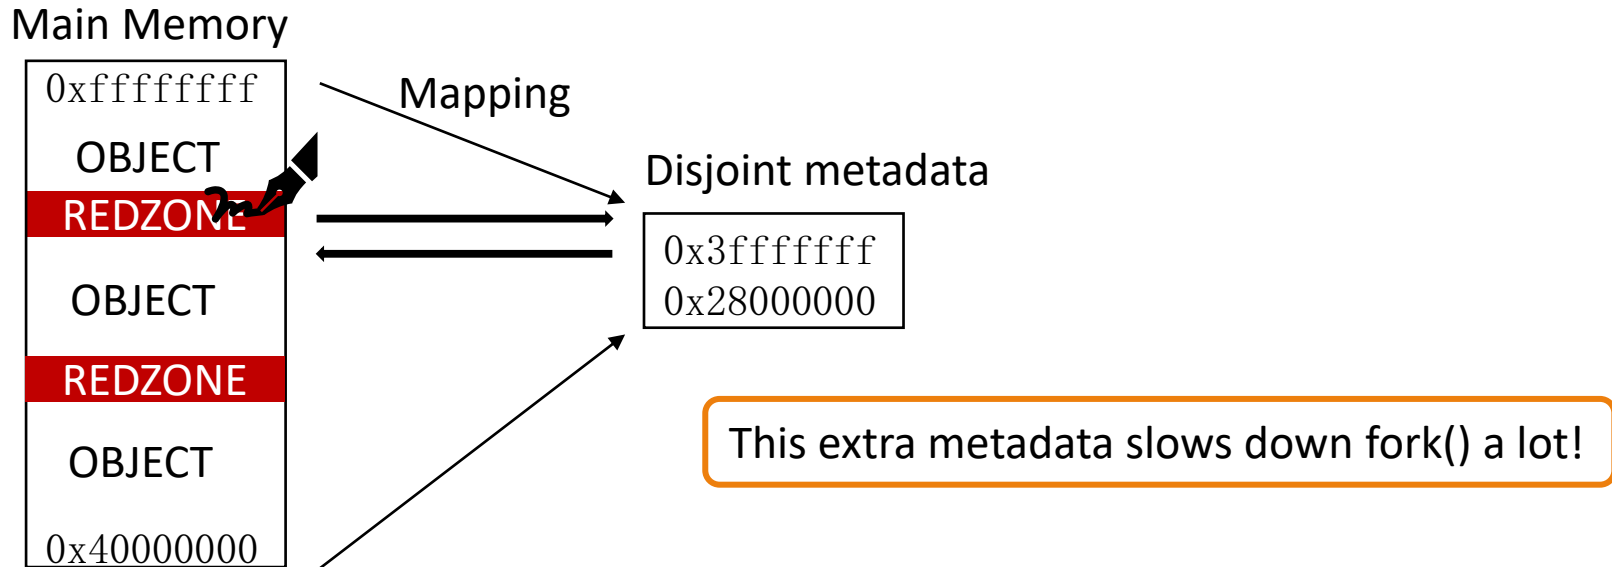 Main Memory
0xffffffff
Mapping
OBJECT
Disjoint metadata
REDZONE
0x3fffffff
0x28000000
OBJECT
REDZONE
This extra metadata slows down fork() a lot!
OBJECT
0x40000000